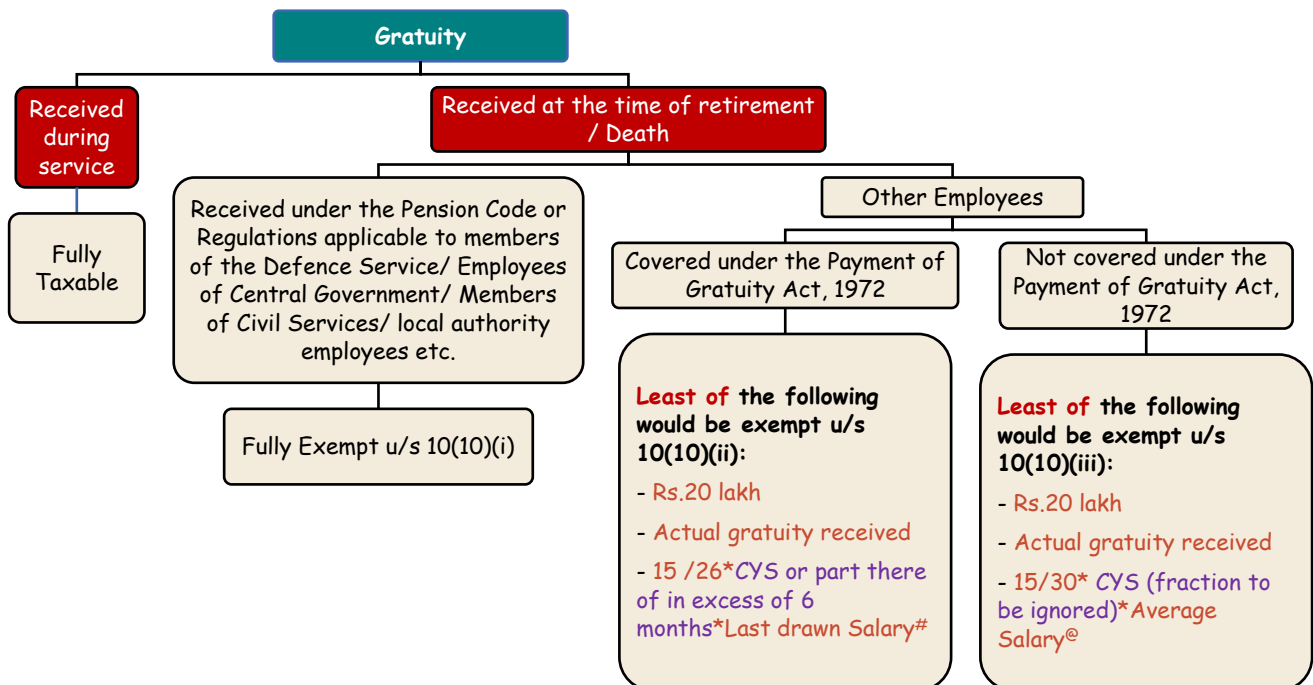 Gratuity
Received
during
service
Fully
Taxable
Received at the time of retirement
/ Death
Received under the Pension Code or
Regulations applicable to members
of the Defence Service/ Employees
of Central Government/ Members
of Civil Services/ local authority
employees etc.
Fully Exempt u/s 10(10)(i)
Other Employees
Covered under the Payment of
Gratuity Act, 1972
Least of the following
would be exempt u/s
10(10)(ii):
- Rs.20 lakh
- Actual gratuity received
- 15 /26*CYS or part there
of in excess of 6
months*Last drawn Salary#
Not covered under the
Payment of Gratuity Act,
1972
Least of the following
would be exempt u/s
10(10)(iii):
- Rs.20 lakh
- Actual gratuity received
- 15/30* CYS (fraction to
be ignored)*Average
Salary@